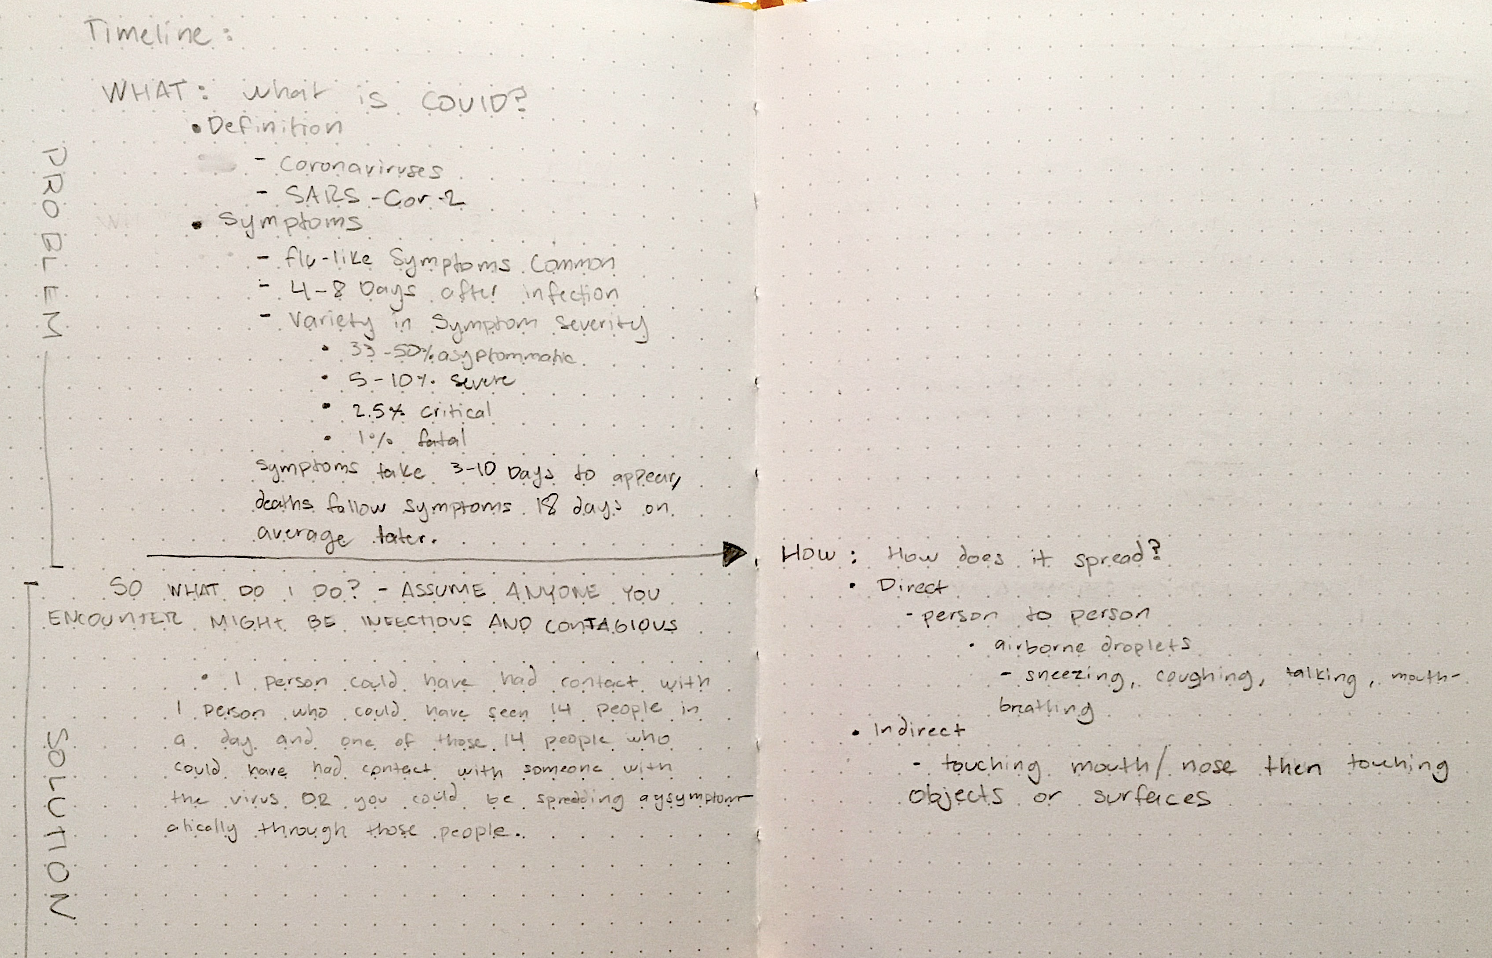 Timeline:
WHAT: what is COVID?
• Definition
- Coronaviruses
- SARS-Cor-2
• Symptoms
- flu-like Symptoms Common
- 4-8 Days after infection
- Variety in Symptom Severity
• 33-50% asyptommatic
• 5-10% severe
• 2.5% critical
• 1% fatal
symptoms take 3-10 Days to appear,
deaths follow symptoms 18 days on
average later.
PROBLEM
SO WHAT DO I DO? - ASSUME ANYONE YOU
ENCOUNTER MIGHT BE INFECTIOUS AND CONTAGIOUS
• 1 person could have had contact with
1 person who could have seen 14 people in
a day and one of those 14 people who
could have had contact with someone with
the virus OR you could be spreading aysymptom-
atically through those people.
SOLUTION
How: How does it spread?
• Direct
- person to person
• airborne droplets
- sneezing, coughing, talking, mouth-
breathing
• Indirect
- touching mouth/nose then touching
objects or surfaces